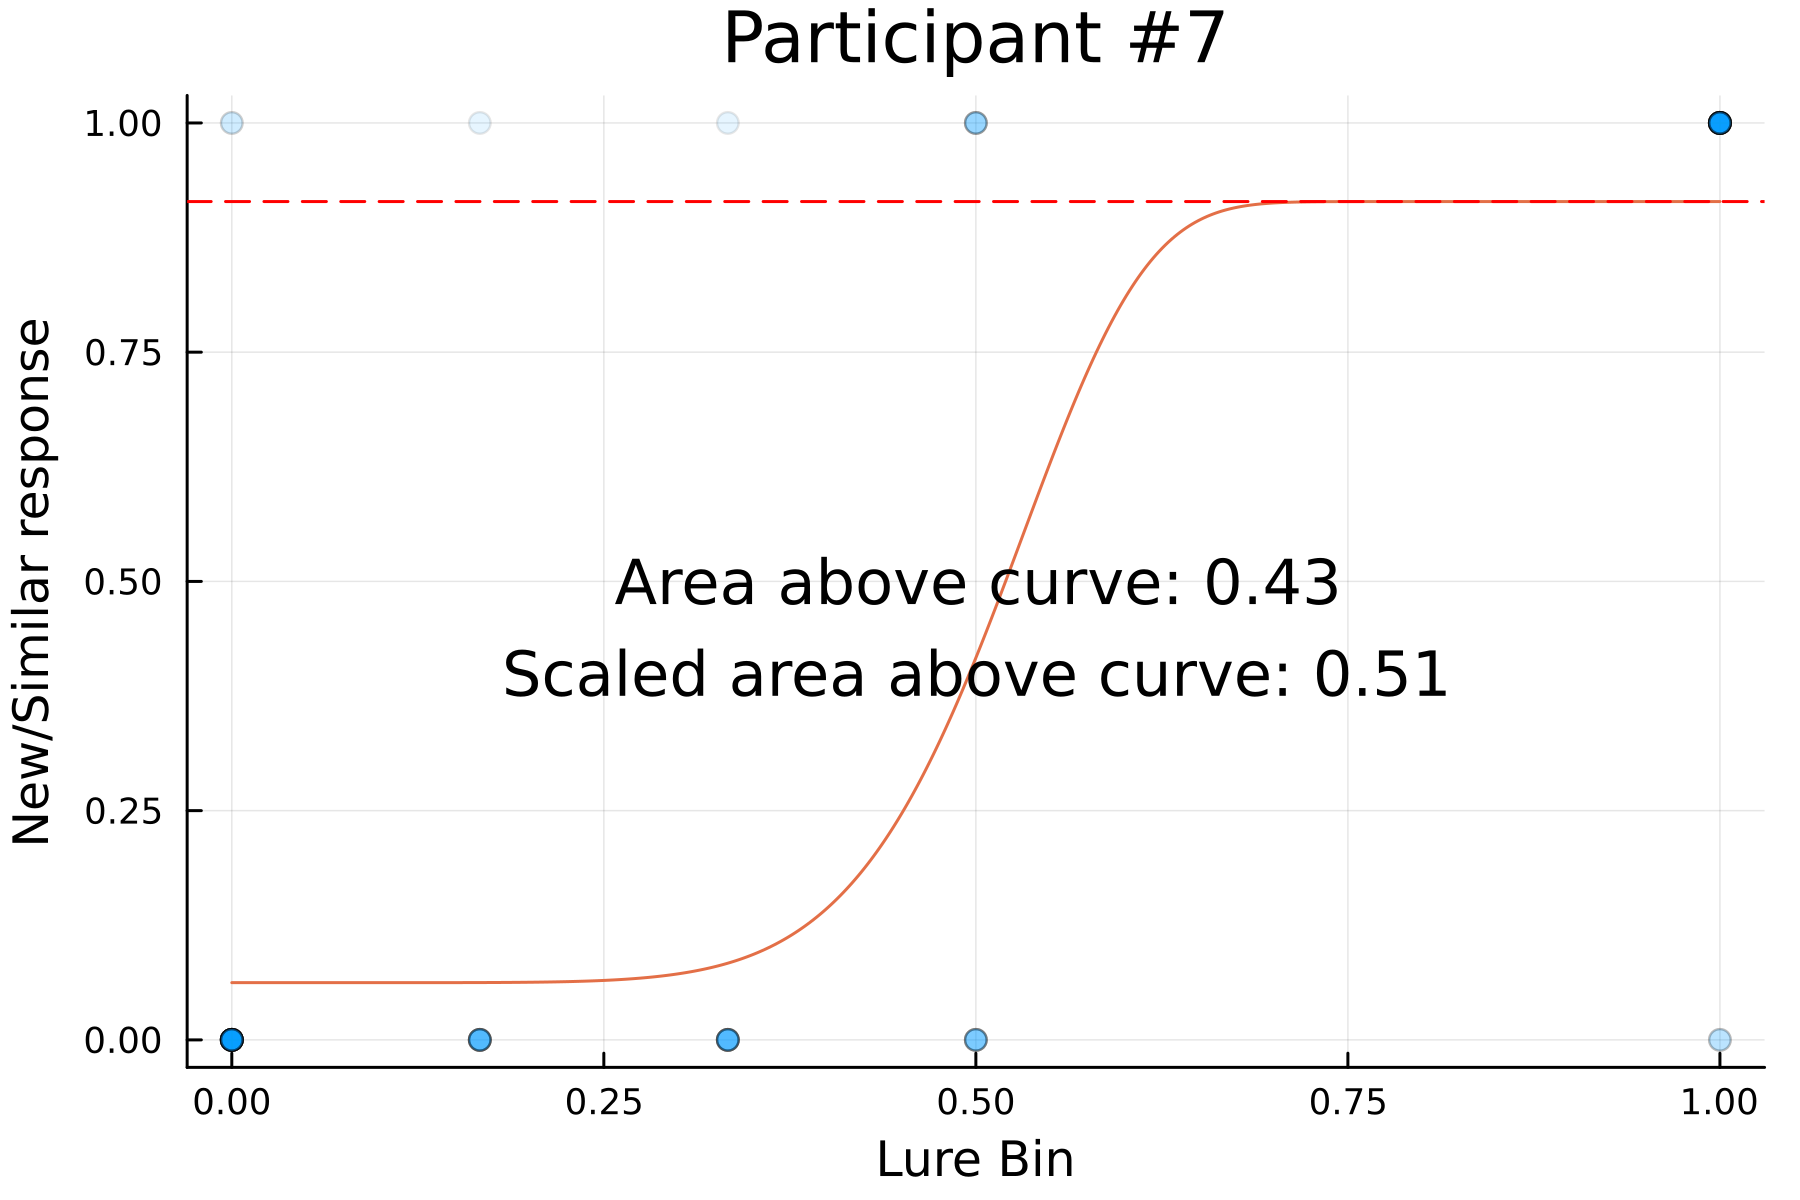 Participant #7
1.00
0.75
0.50
0.25
0.00
New/Similar response
Area above curve: 0.43
Scaled area above curve: 0.51
0.00 0.25 0.50 0.75 1.00
Lure Bin